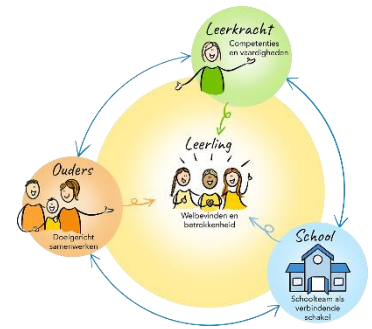 Leerkracht
Competenties
en vaardigheden
Leerling
Welbevinden en
betrokkenheid
Ouders
Doelgericht
samenwerken
School
Schoolteam als
verbindende
schakel